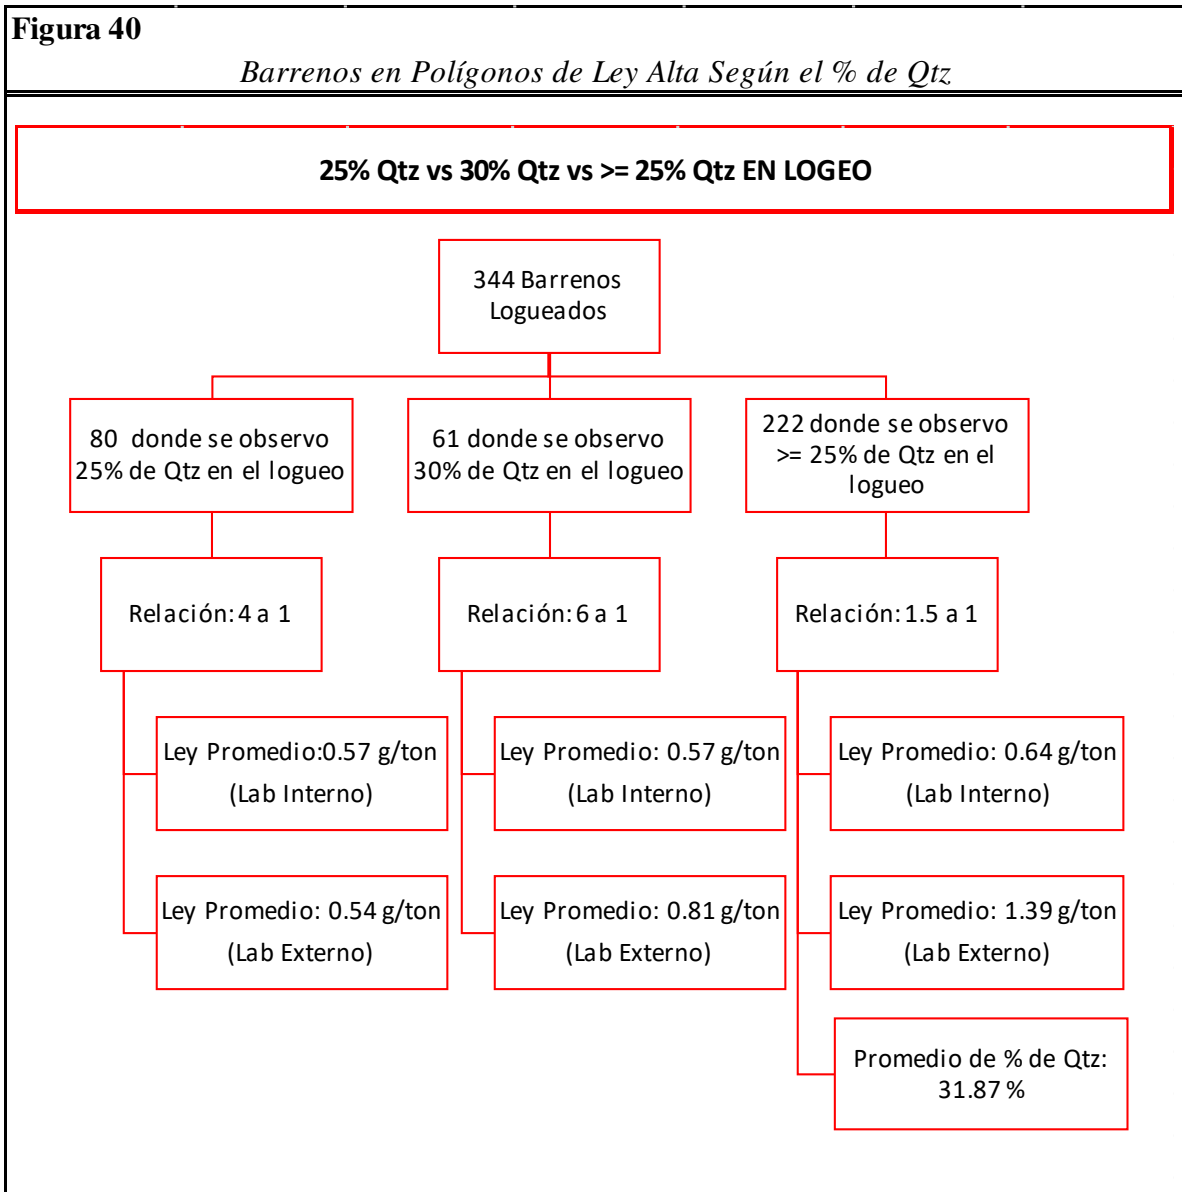 Figura 40
Barrenos en Polígonos de Ley Alta Según el % de Qtz
25% Qtz vs 30% Qtz vs >= 25% Qtz EN LOGEO
344 Barrenos
Logueados
80 donde se observo
25% de Qtz en el logueo
61 donde se observo
30% de Qtz en el logueo
222 donde se observo
>= 25% de Qtz en el
logueo
Relación: 4 a 1
Relación: 6 a 1
Relación: 1.5 a 1
Ley Promedio:0.57 g/ton
(Lab Interno)
Ley Promedio: 0.57 g/ton
(Lab Interno)
Ley Promedio: 0.64 g/ton
(Lab Interno)
Ley Promedio: 0.54 g/ton
(Lab Externo)
Ley Promedio: 0.81 g/ton
(Lab Externo)
Ley Promedio: 1.39 g/ton
(Lab Externo)
Promedio de % de Qtz:
31.87 %